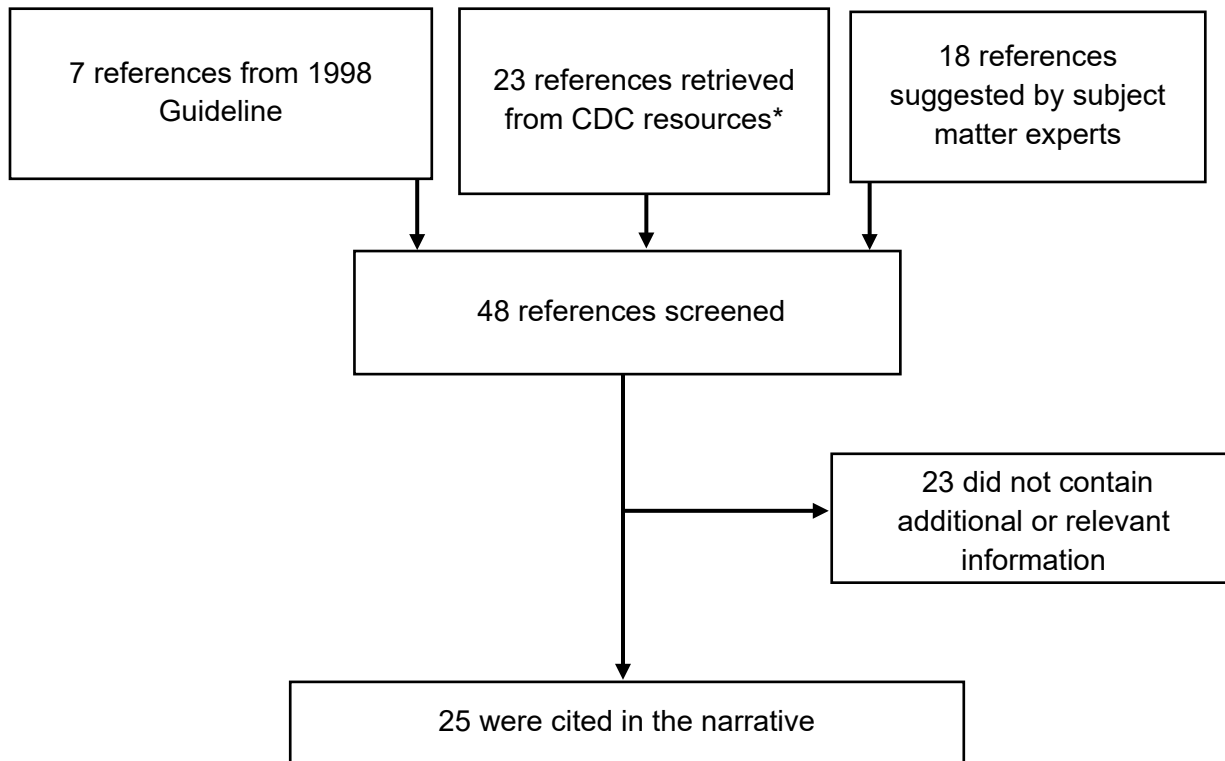 7 references from 1998
Guideline
23 references retrieved
from CDC resources*
18 references
suggested by subject
matter experts
48 references screened
23 did not contain
additional or relevant
information
25 were cited in the narrative